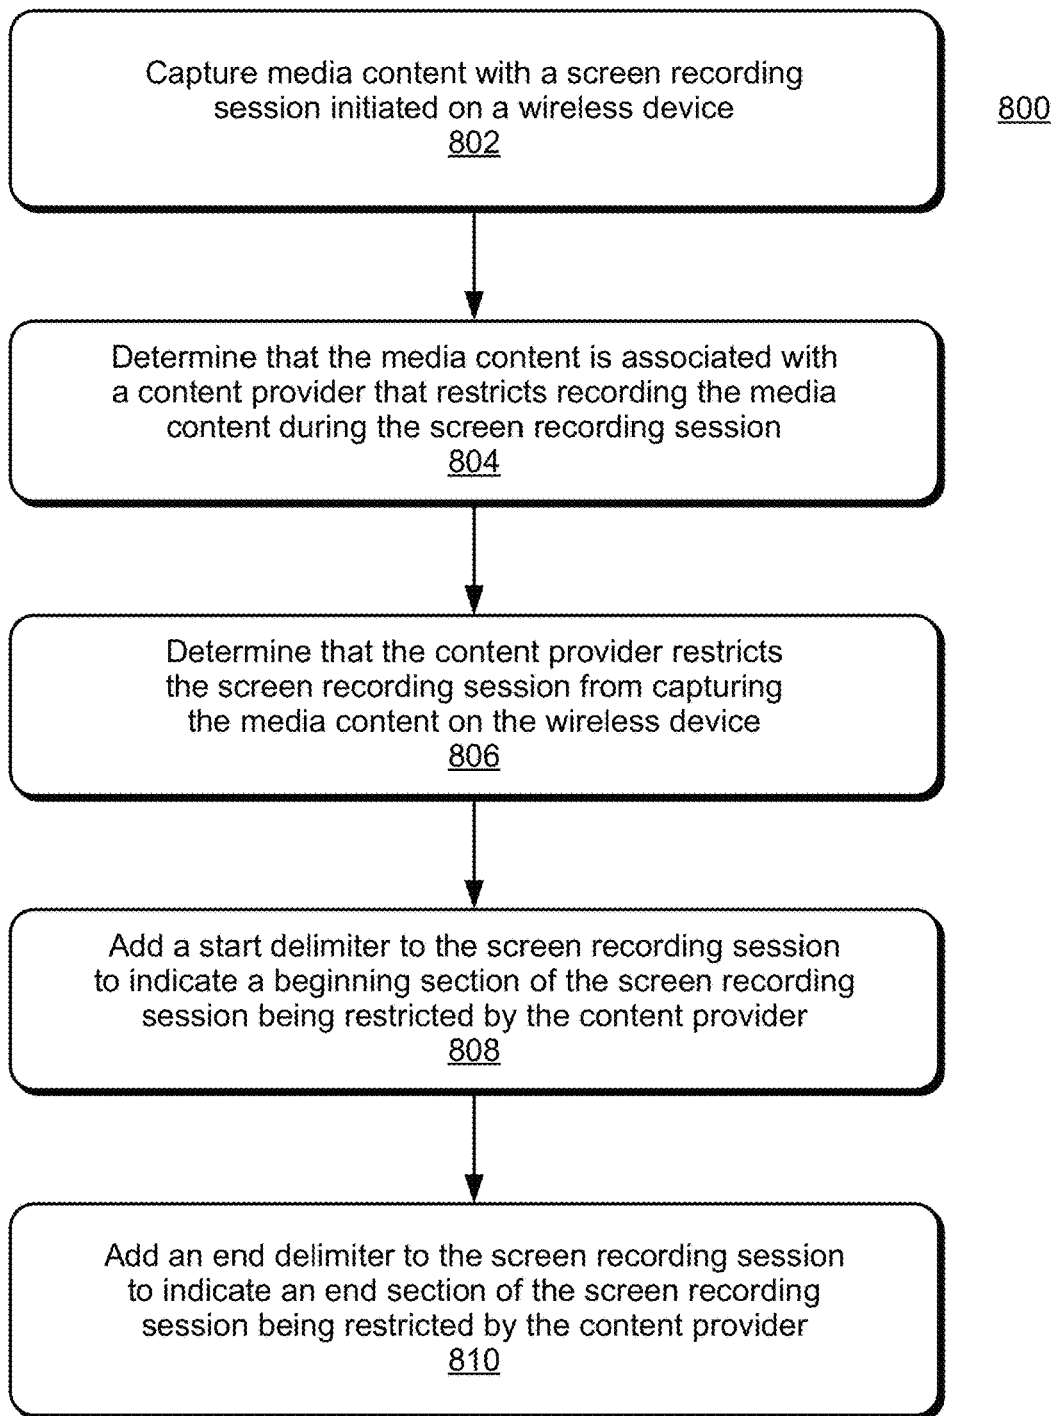 Capture media content with a screen recording
session initiated on a wireless device
802
800
Determine that the media content is associated with
a content provider that restricts recording the media
content during the screen recording session
804
Determine that the content provider restricts
the screen recording session from capturing
the media content on the wireless device
806
Add a start delimiter to the screen recording session
to indicate a beginning section of the screen recording
session being restricted by the content provider
808
Add an end delimiter to the screen recording session
to indicate an end section of the screen recording
session being restricted by the content provider
810